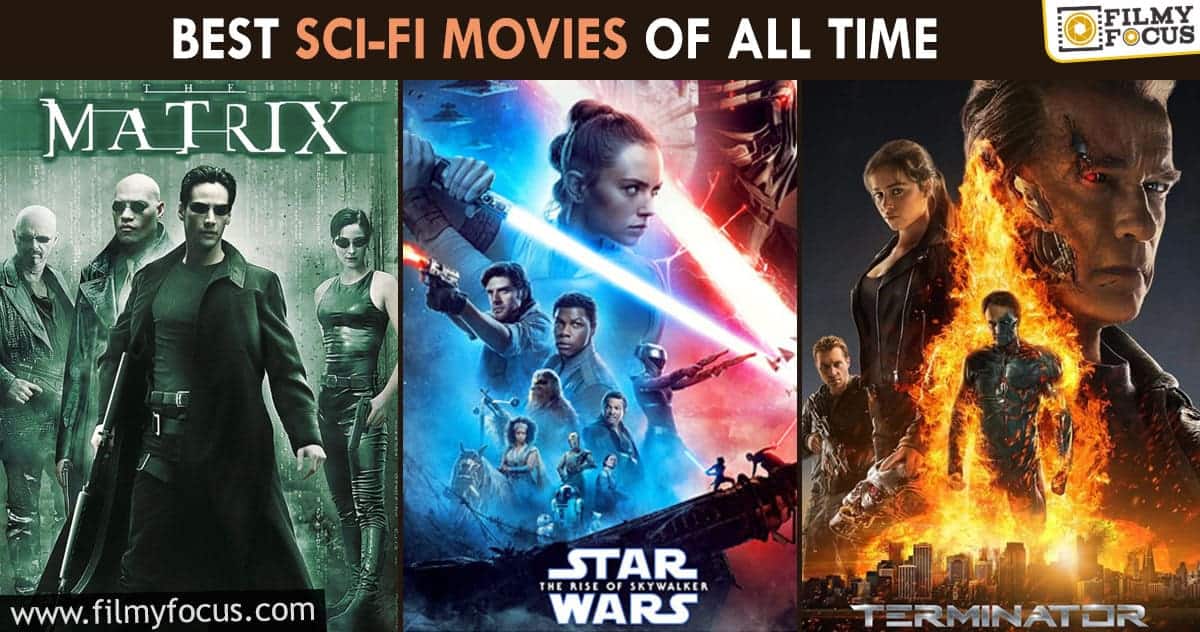 BEST SCI-FI MOVIES OF ALL TIME
FILMY
FOCUS
THE
MATRIX
STAR
THE RISE OF SKYWALKER
WARS
TERMINATOR
www.filmyfocus.com